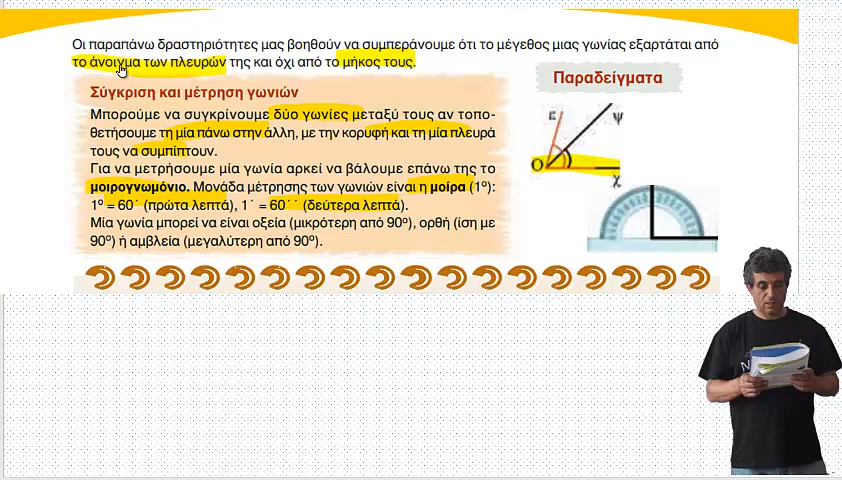 Οι παραπάνω δραστηριότητες μας βοηθούν να συμπεράνουμε ότι το μέγεθος μιας γωνίας εξαρτάται από
το άνοιγμα των πλευρών της και όχι από το μήκος τους.
Σύγκριση και μέτρηση γωνιών
Μπορούμε να συγκρίνουμε δύο γωνίες μεταξύ τους αν τοπο-
θετήσουμε τη μία πάνω στην άλλη, με την κορυφή και τη μία πλευρά
τους να συμπίπτουν.
Για να μετρήσουμε μία γωνία αρκεί να βάλουμε επάνω της το
μοιρογνωμόνιο. Μονάδα μέτρησης των γωνιών είναι η μοίρα (1º):
1º = 60΄ (πρώτα λεπτά), 1΄ = 60΄΄ (δεύτερα λεπτά).
Μία γωνία μπορεί να είναι οξεία (μικρότερη από 90º), ορθή (ίση με
90º) ή αμβλεία (μεγαλύτερη από 90º).
Παραδείγματα
ε
ψ
Ο
χ